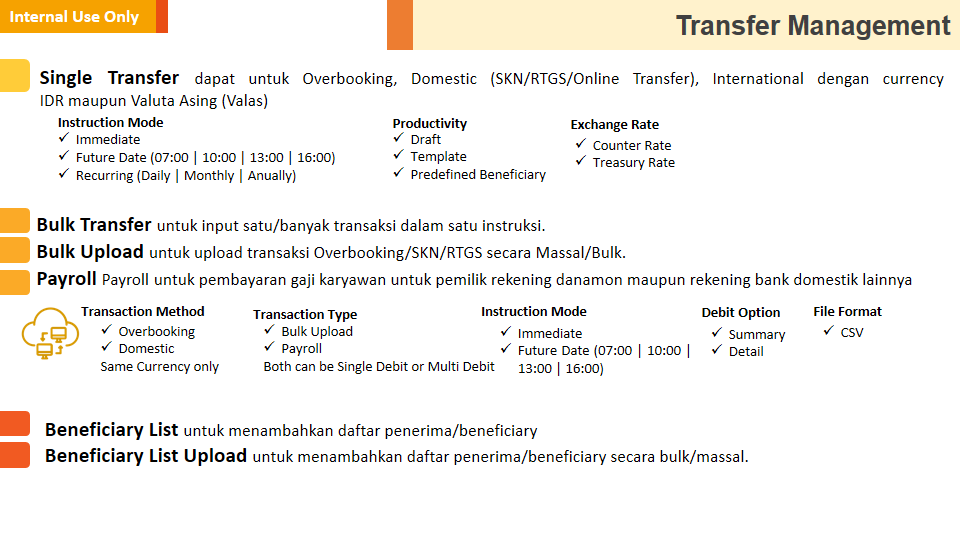 Internal Use Only
Transfer Management
Single Transfer dapat untuk Overbooking, Domestic (SKN/RTGS/Online Transfer), International dengan currency
IDR maupun Valuta Asing (Valas)
Instruction Mode
✓ Immediate
✓ Future Date (07:00 | 10:00 | 13:00 | 16:00)
✓ Recurring (Daily | Monthly | Anually)
Productivity
✓ Draft
✓ Template
✓ Predefined Beneficiary
Exchange Rate
✓ Counter Rate
✓ Treasury Rate
Bulk Transfer untuk input satu/banyak transaksi dalam satu instruksi.
Bulk Upload untuk upload transaksi Overbooking/SKN/RTGS secara Massal/Bulk.
Payroll Payroll untuk pembayaran gaji karyawan untuk pemilik rekening danamon maupun rekening bank domestik lainnya
Transaction Method
✓ Overbooking
✓ Domestic
Same Currency only
Transaction Type
✓ Bulk Upload
✓ Payroll
Both can be Single Debit or Multi Debit
Instruction Mode
✓ Immediate
✓ Future Date (07:00 | 10:00 |
13:00 | 16:00)
Debit Option
✓ Summary
✓ Detail
File Format
✓ CSV
Beneficiary List untuk menambahkan daftar penerima/beneficiary
Beneficiary List Upload untuk menambahkan daftar penerima/beneficiary secara bulk/massal.